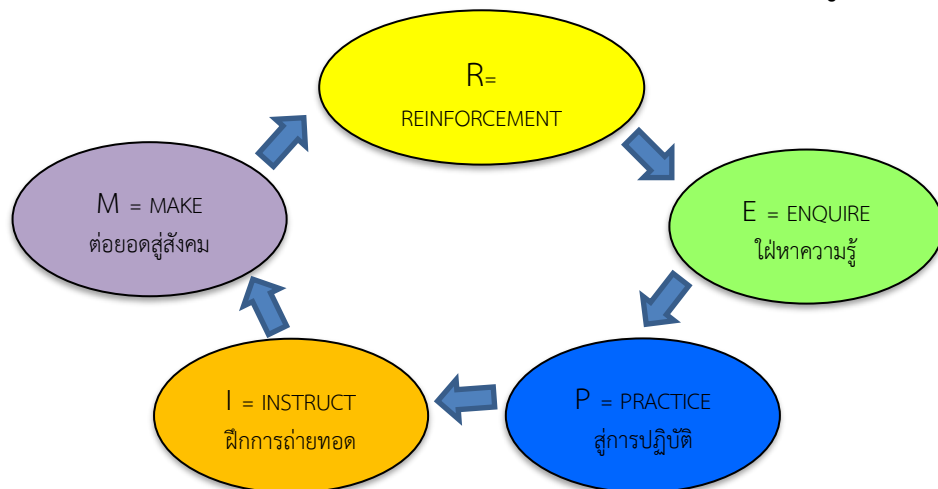 R=
REINFORCEMENT
E = ENQUIRE
ใฝ่หาความรู้
P = PRACTICE
สู่การปฏิบัติ
I = INSTRUCT
ฝึกการถ่ายทอด
M = MAKE
ต่อยอดสู่สังคม